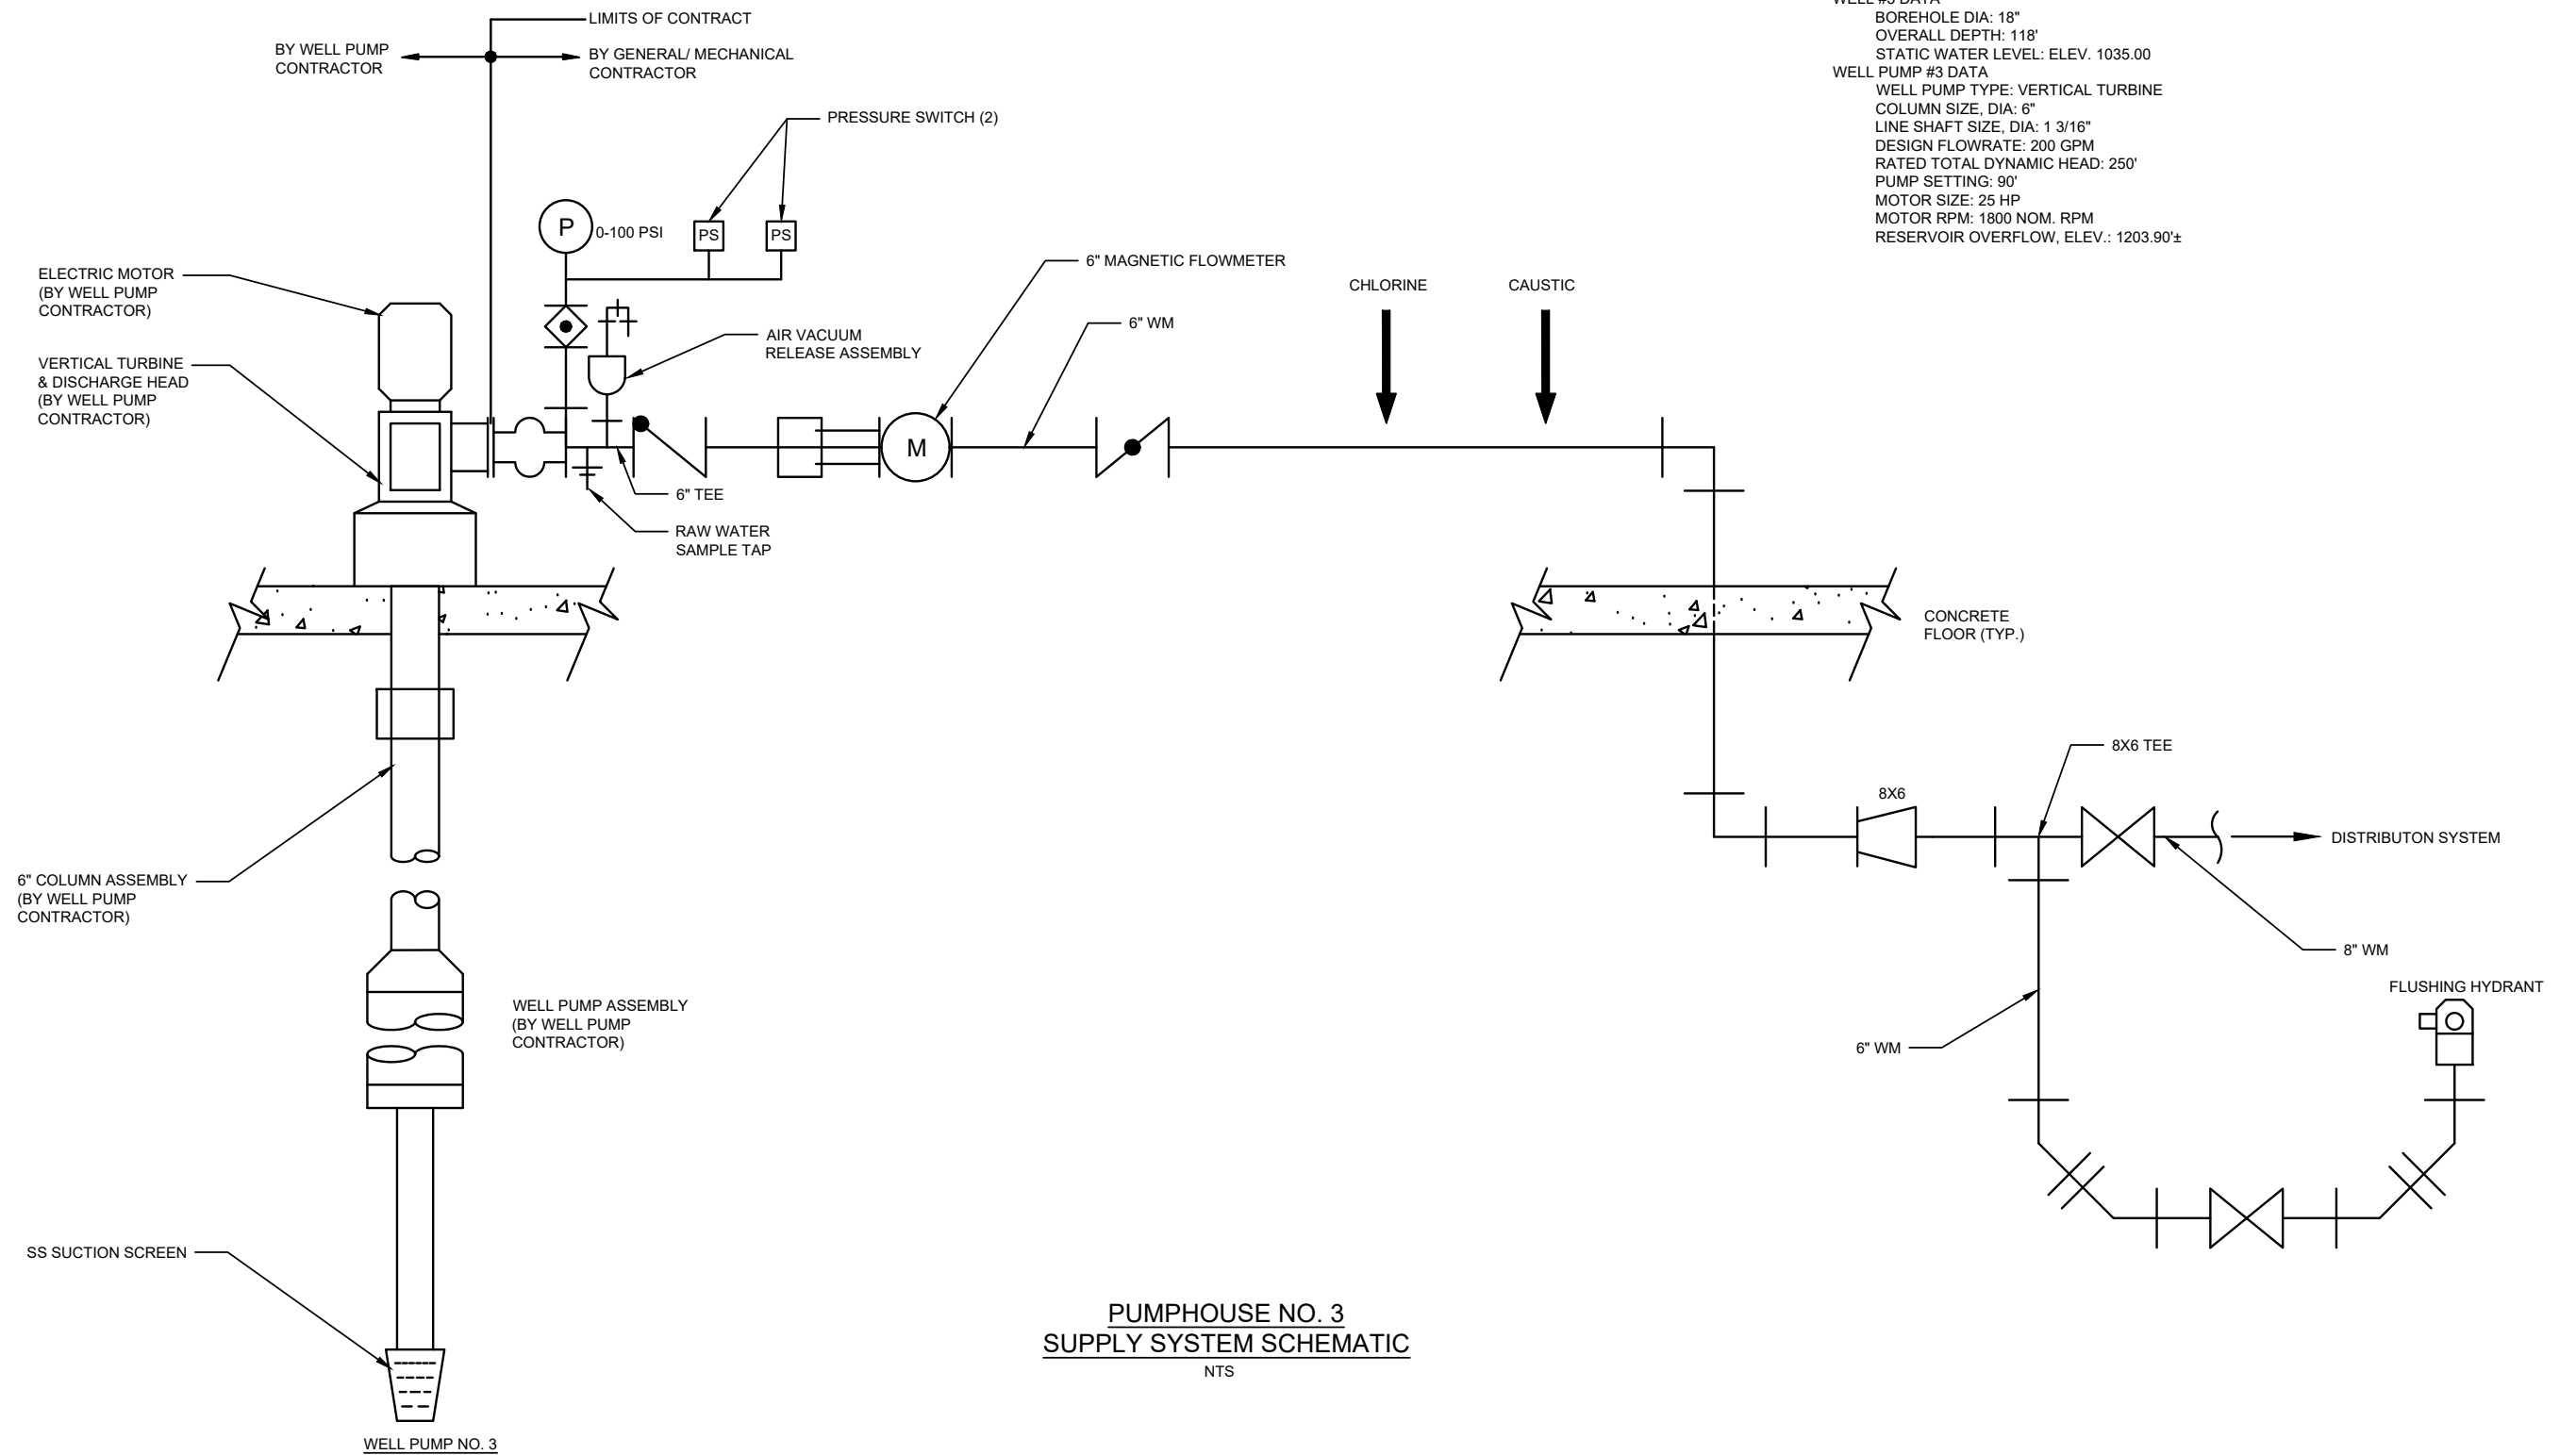 LIMITS OF CONTRACT
BY WELL PUMP
CONTRACTOR
BY GENERAL/ MECHANICAL
CONTRACTOR
WELL #3 DATA
BOREHOLE DIA: 18"
OVERALL DEPTH: 118'
STATIC WATER LEVEL: ELEV. 1035.00
WELL PUMP #3 DATA
WELL PUMP TYPE: VERTICAL TURBINE
COLUMN SIZE, DIA: 6"
LINE SHAFT SIZE, DIA: 1 3/16"
DESIGN FLOWRATE: 200 GPM
RATED TOTAL DYNAMIC HEAD: 250'
PUMP SETTING: 90'
MOTOR SIZE: 25 HP
MOTOR RPM: 1800 NOM. RPM
RESERVOIR OVERFLOW, ELEV.: 1203.90'±
PRESSURE SWITCH (2)
P
0-100 PSI
PS
PS
ELECTRIC MOTOR
(BY WELL PUMP
CONTRACTOR)
6" MAGNETIC FLOWMETER
CHLORINE
CAUSTIC
6" WM
AIR VACUUM
RELEASE ASSEMBLY
VERTICAL TURBINE
& DISCHARGE HEAD
(BY WELL PUMP
CONTRACTOR)
M
6" TEE
RAW WATER
SAMPLE TAP
CONCRETE
FLOOR (TYP.)
8X6 TEE
8X6
DISTRIBUTON SYSTEM
6" COLUMN ASSEMBLY
(BY WELL PUMP
CONTRACTOR)
8" WM
FLUSHING HYDRANT
WELL PUMP ASSEMBLY
(BY WELL PUMP
CONTRACTOR)
6" WM
SS SUCTION SCREEN
PUMPHOUSE NO. 3
SUPPLY SYSTEM SCHEMATIC
NTS
WELL PUMP NO. 3